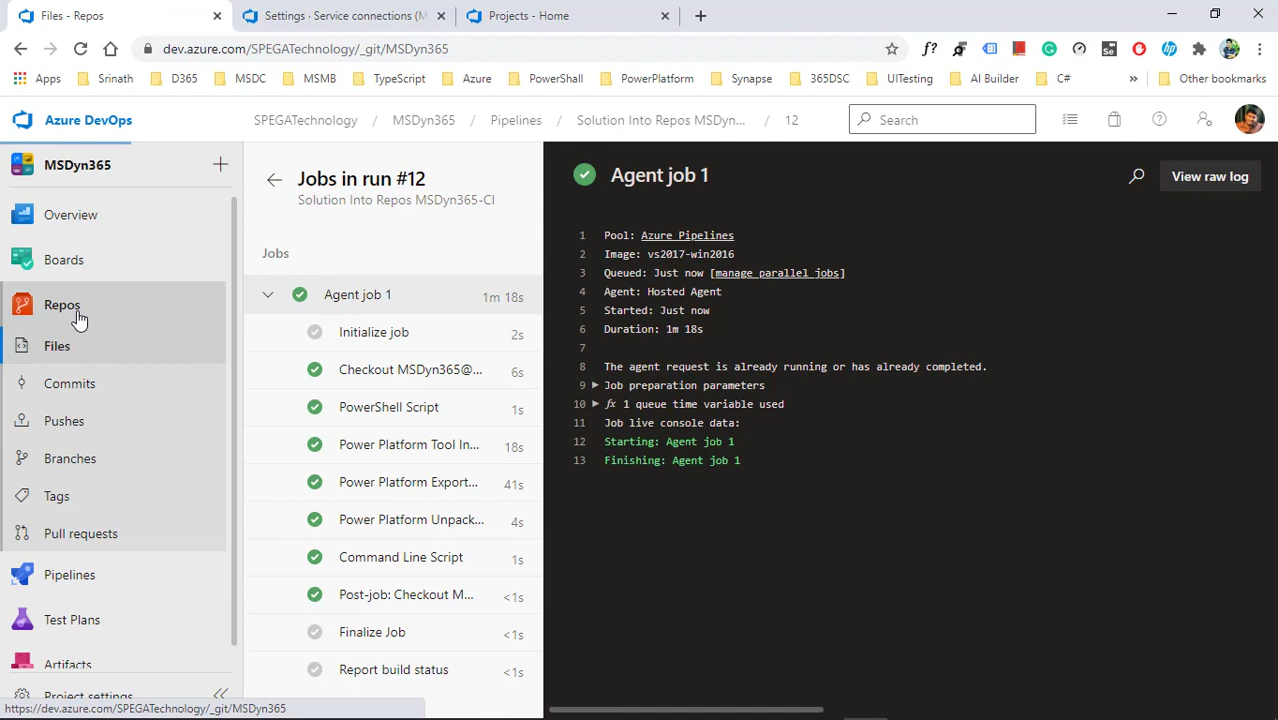 Files - Repos
Settings · Service connections (M
Projects - Home
dev.azure.com/SPEGATechnology/_git/MSDyn365
f?
Se
Apps
Srinath
D365
MSDC
MSMB
TypeScript
Azure
PowerShall
PowerPlatform
Synapse
365DSC
UITesting
AI Builder
C#
»
Other bookmarks
Azure DevOps
SPEGATechnology / MSDyn365 / Pipelines / Solution Into Repos MSDyn... / 12
Search
MSDyn365
Overview
Boards
Repos
Files
Commits
Pushes
Branches
Tags
Pull requests
Pipelines
Test Plans
Artifacts
Project settings
https://dev.azure.com/SPEGATechnology/_git/MSDyn365
Jobs in run #12
Solution Into Repos MSDyn365-CI
Jobs
Agent job 1 1m 18s
Initialize job 2s
Checkout MSDyn365@... 6s
PowerShell Script 1s
Power Platform Tool In... 18s
Power Platform Export... 41s
Power Platform Unpack... 4s
Command Line Script 1s
Post-job: Checkout M... <1s
Finalize Job <1s
Report build status <1s
Agent job 1
View raw log
1 Pool: Azure Pipelines
2 Image: vs2017-win2016
3 Queued: Just now [manage parallel jobs]
4 Agent: Hosted Agent
5 Started: Just now
6 Duration: 1m 18s
7
8 The agent request is already running or has already completed.
9 Job preparation parameters
10 fx 1 queue time variable used
11 Job live console data:
12 Starting: Agent job 1
13 Finishing: Agent job 1